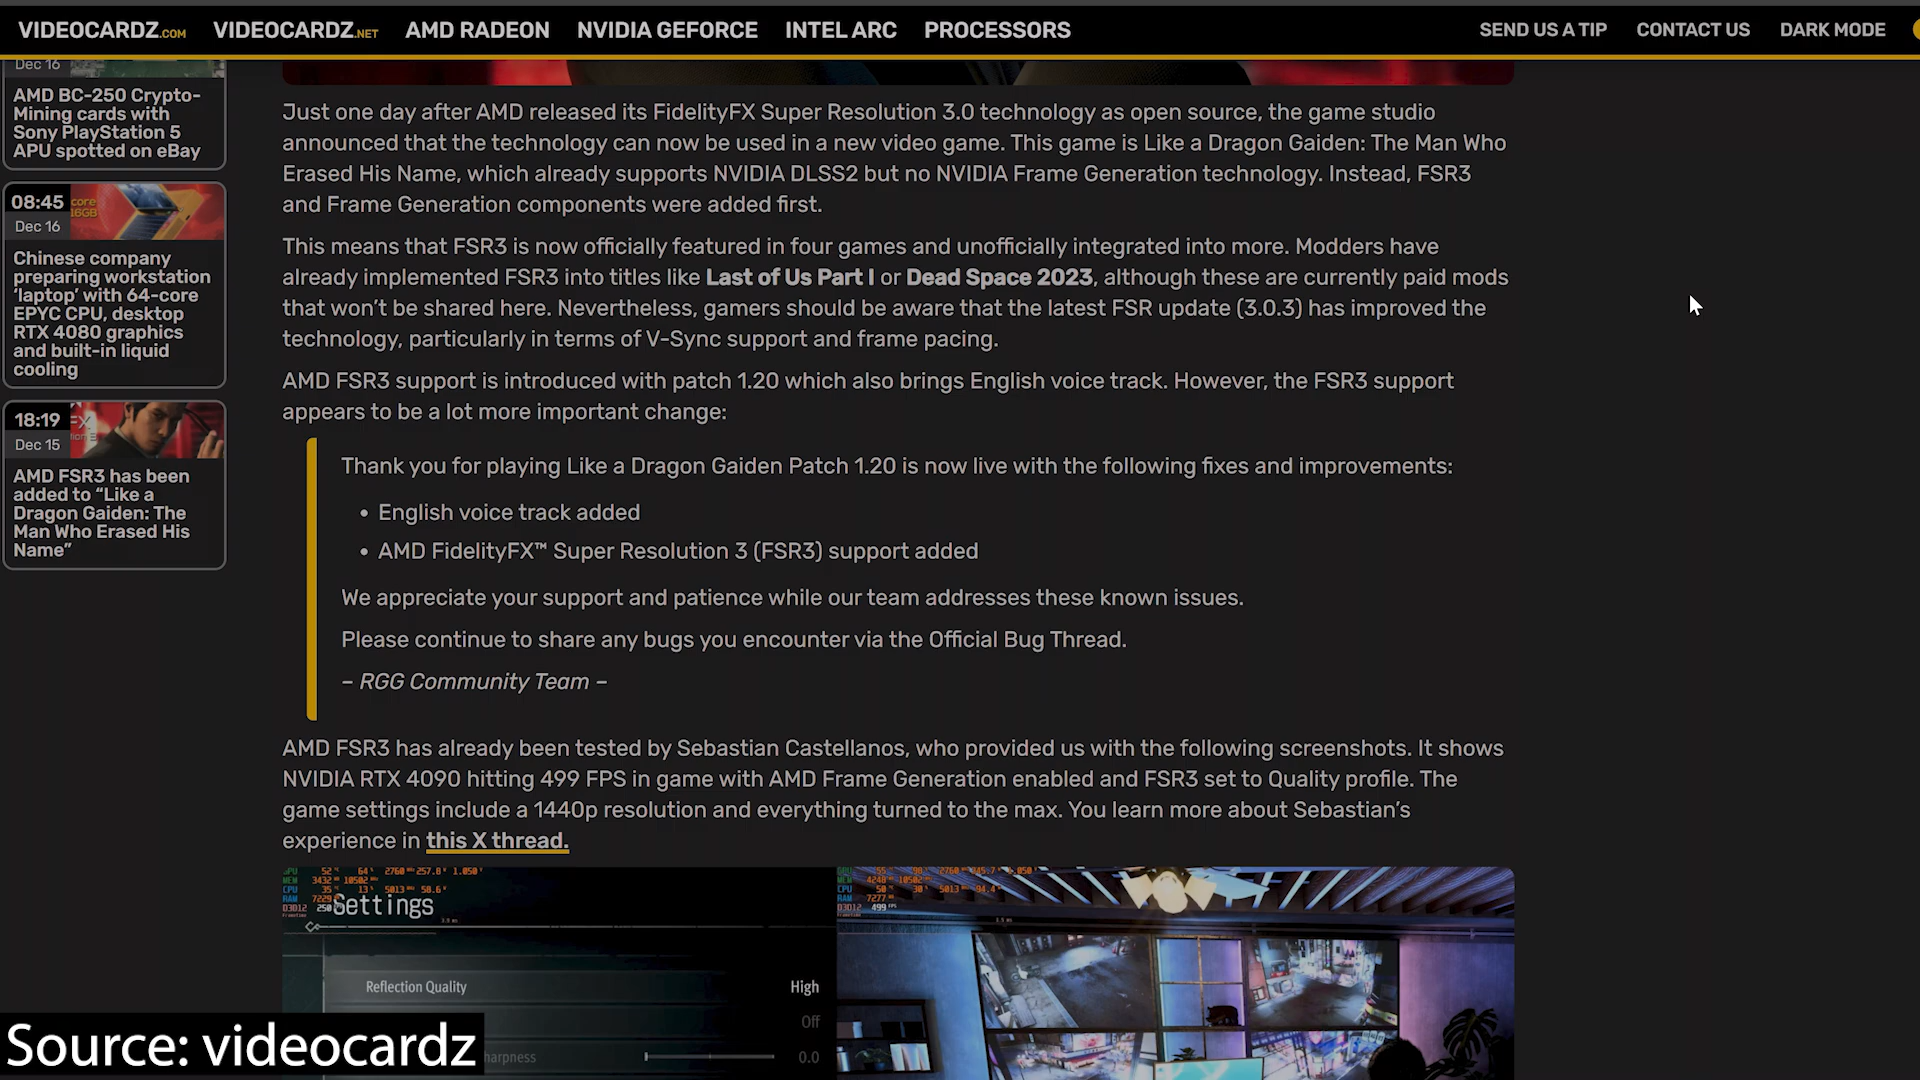 VIDEOCARDZ.COM VIDEOCARDZ.NET AMD RADEON NVIDIA GEFORCE INTEL ARC PROCESSORS SEND US A TIP CONTACT US DARK MODE
Dec 16
AMD BC-250 Crypto-
Mining cards with
Sony PlayStation 5
APU spotted on eBay
08:45
Dec 16
core
16GB
Chinese company
preparing workstation
'laptop' with 64-core
EPYC CPU, desktop
RTX 4080 graphics
and built-in liquid
cooling
18:19
Dec 15
AMD FSR3 has been
added to “Like a
Dragon Gaiden: The
Man Who Erased His
Name”
Just one day after AMD released its FidelityFX Super Resolution 3.0 technology as open source, the game studio
announced that the technology can now be used in a new video game. This game is Like a Dragon Gaiden: The Man Who
Erased His Name, which already supports NVIDIA DLSS2 but no NVIDIA Frame Generation technology. Instead, FSR3
and Frame Generation components were added first.
This means that FSR3 is now officially featured in four games and unofficially integrated into more. Modders have
already implemented FSR3 into titles like Last of Us Part I or Dead Space 2023, although these are currently paid mods
that won’t be shared here. Nevertheless, gamers should be aware that the latest FSR update (3.0.3) has improved the
technology, particularly in terms of V-Sync support and frame pacing.
AMD FSR3 support is introduced with patch 1.20 which also brings English voice track. However, the FSR3 support
appears to be a lot more important change:
Thank you for playing Like a Dragon Gaiden Patch 1.20 is now live with the following fixes and improvements:
• English voice track added
• AMD FidelityFX™ Super Resolution 3 (FSR3) support added
We appreciate your support and patience while our team addresses these known issues.
Please continue to share any bugs you encounter via the Official Bug Thread.
– RGG Community Team –
AMD FSR3 has already been tested by Sebastian Castellanos, who provided us with the following screenshots. It shows
NVIDIA RTX 4090 hitting 499 FPS in game with AMD Frame Generation enabled and FSR3 set to Quality profile. The
game settings include a 1440p resolution and everything turned to the max. You learn more about Sebastian’s
experience in this X thread.
Settings
Reflection Quality High
Off
harpness 0.0
Source: videocardz